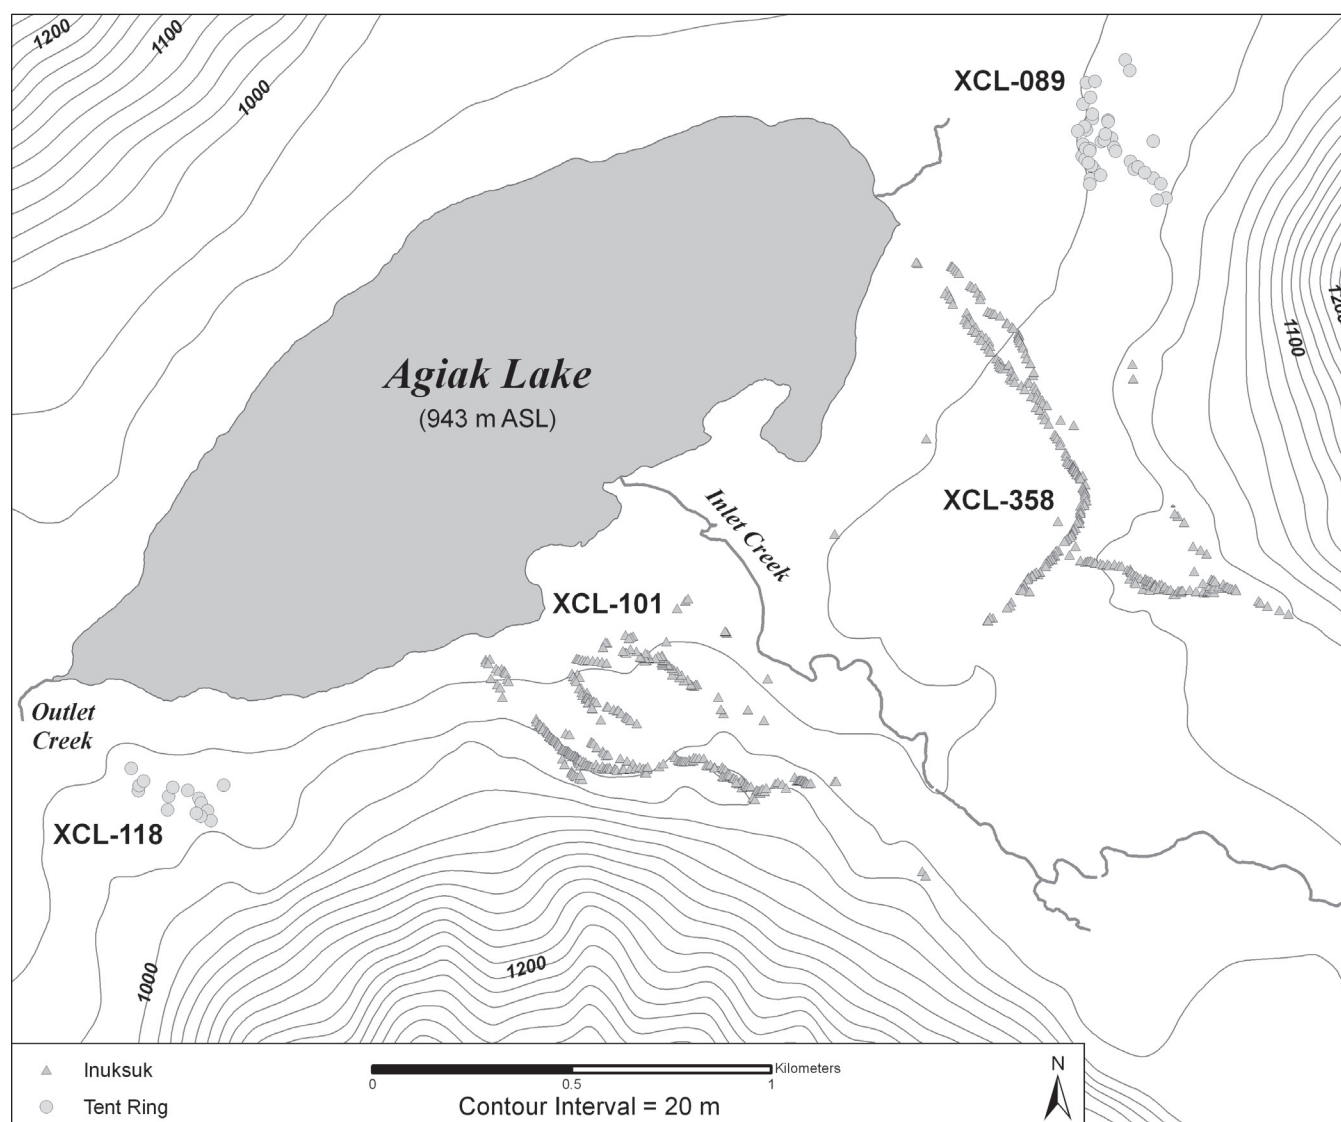 1200
1100
1000
XCL-089
1200
1100
Agiak Lake
(943 m ASL)
XCL-358
Inlet Creek
XCL-101
Outlet
Creek
XCL-118
1000
1200
Inuksuk
Tent Ring
0
0.5
1
Kilometers
Contour Interval = 20 m
N